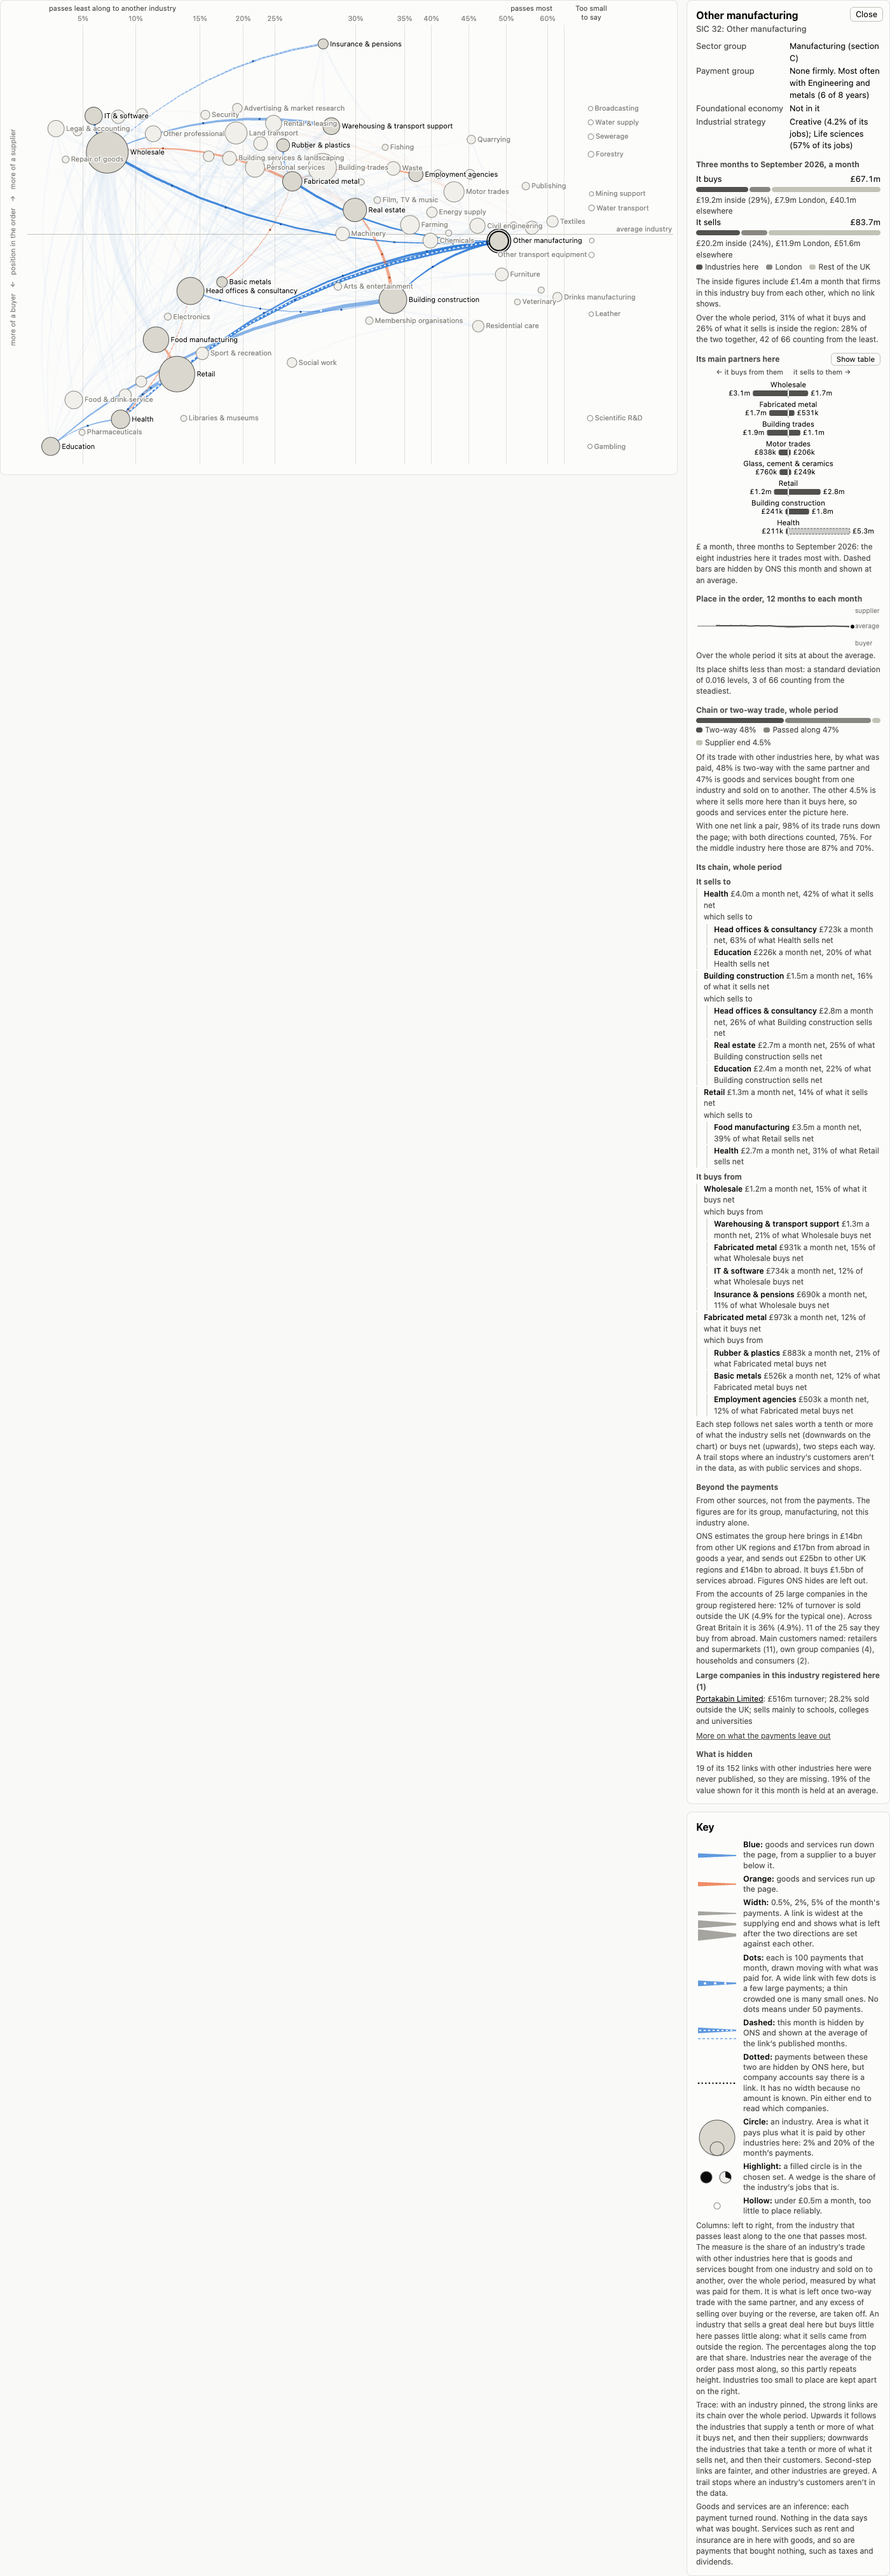 passes least along to another industry
passes most
Too small
to say
5%
10%
15%
20%
25%
30%
35%
40%
45%
50%
60%
more of a buyer ← position in the order → more of a supplier
Insurance & pensions
IT & software
Legal & accounting
Security
Advertising & market research
Rental & leasing
Warehousing & transport support
Broadcasting
Water supply
Sewerage
Other professional
Land transport
Quarrying
Wholesale
Repair of goods
Rubber & plastics
Fishing
Forestry
Building services & landscaping
Personal services
Building trades
Waste
Employment agencies
Fabricated metal
Publishing
Motor trades
Mining support
Film, TV & music
Water transport
Real estate
Energy supply
Farming
Civil engineering
Textiles
average industry
Machinery
Chemicals
Other manufacturing
Other transport equipment
Furniture
Basic metals
Head offices & consultancy
Arts & entertainment
Building construction
Veterinary
Drinks manufacturing
Electronics
Membership organisations
Leather
Residential care
Food manufacturing
Sport & recreation
Social work
Retail
Food & drink service
Health
Libraries & museums
Scientific R&D
Pharmaceuticals
Education
Gambling
Other manufacturing
Close
SIC 32: Other manufacturing
Sector group
Manufacturing (section
C)
Payment group
None firmly. Most often
with Engineering and
metals (6 of 8 years)
Foundational economy
Not in it
Industrial strategy
Creative (4.2% of its
jobs); Life sciences
(57% of its jobs)
Three months to September 2026, a month
It buys
£67.1m
£19.2m inside (29%), £7.9m London, £40.1m
elsewhere
It sells
£83.7m
£20.2m inside (24%), £11.9m London, £51.6m
elsewhere
Industries here
London
Rest of the UK
The inside figures include £1.4m a month that firms
in this industry buy from each other, which no link
shows.
Over the whole period, 31% of what it buys and
26% of what it sells is inside the region: 28% of
the two together, 42 of 66 counting from the least.
Its main partners here
Show table
← it buys from them
it sells to them →
Wholesale
£3.1m
£1.7m
Fabricated metal
£1.7m
£531k
Building trades
£1.9m
£1.1m
Motor trades
£838k
£206k
Glass, cement & ceramics
£760k
£249k
Retail
£1.2m
£2.8m
Building construction
£241k
£1.8m
Health
£211k
£5.3m
£ a month, three months to September 2026: the
eight industries here it trades most with. Dashed
bars are hidden by ONS this month and shown at
an average.
Place in the order, 12 months to each month
supplier
average
buyer
Over the whole period it sits at about the average.
Its place shifts less than most: a standard deviation
of 0.016 levels, 3 of 66 counting from the
steadiest.
Chain or two-way trade, whole period
Two-way 48%
Passed along 47%
Supplier end 4.5%
Of its trade with other industries here, by what was
paid, 48% is two-way with the same partner and
47% is goods and services bought from one
industry and sold on to another. The other 4.5% is
where it sells more here than it buys here, so
goods and services enter the picture here.
With one net link a pair, 98% of its trade runs down
the page; with both directions counted, 75%. For
the middle industry here those are 87% and 70%.
Its chain, whole period
It sells to
Health £4.0m a month net, 42% of what it sells
net
which sells to
Head offices & consultancy £723k a month
net, 63% of what Health sells net
Education £226k a month net, 20% of what
Health sells net
Building construction £1.5m a month net, 16%
of what it sells net
which sells to
Head offices & consultancy £2.8m a month
net, 26% of what Building construction sells
net
Real estate £2.7m a month net, 25% of what
Building construction sells net
Education £2.4m a month net, 22% of what
Building construction sells net
Retail £1.3m a month net, 14% of what it sells
net
which sells to
Food manufacturing £3.5m a month net,
39% of what Retail sells net
Health £2.7m a month net, 31% of what Retail
sells net
It buys from
Wholesale £1.2m a month net, 15% of what it
buys net
which buys from
Warehousing & transport support £1.3m a
month net, 21% of what Wholesale buys net
Fabricated metal £931k a month net, 15% of
what Wholesale buys net
IT & software £734k a month net, 12% of
what Wholesale buys net
Insurance & pensions £690k a month net,
11% of what Wholesale buys net
Fabricated metal £973k a month net, 12% of
what it buys net
which buys from
Rubber & plastics £883k a month net, 21% of
what Fabricated metal buys net
Basic metals £526k a month net, 12% of what
Fabricated metal buys net
Employment agencies £503k a month net,
12% of what Fabricated metal buys net
Each step follows net sales worth a tenth or more
of what the industry sells net (downwards on the
chart) or buys net (upwards), two steps each way.
A trail stops where an industry's customers aren't
in the data, as with public services and shops.
Beyond the payments
From other sources, not from the payments. The
figures are for its group, manufacturing, not this
industry alone.
ONS estimates the group here brings in £14bn
from other UK regions and £17bn from abroad in
goods a year, and sends out £25bn to other UK
regions and £14bn to abroad. It buys £1.5bn of
services abroad. Figures ONS hides are left out.
From the accounts of 25 large companies in the
group registered here: 12% of turnover is sold
outside the UK (4.9% for the typical one). Across
Great Britain it is 36% (4.9%). 11 of the 25 say they
buy from abroad. Main customers named: retailers
and supermarkets (11), own group companies (4),
households and consumers (2).
Large companies in this industry registered here
(1)
Portakabin Limited: £516m turnover; 28.2% sold
outside the UK; sells mainly to schools, colleges
and universities
More on what the payments leave out
What is hidden
19 of its 152 links with other industries here were
never published, so they are missing. 19% of the
value shown for it this month is held at an average.
Key
Blue: goods and services run down
the page, from a supplier to a buyer
below it.
Orange: goods and services run up
the page.
Width: 0.5%, 2%, 5% of the month's
payments. A link is widest at the
supplying end and shows what is left
after the two directions are set
against each other.
Dots: each is 100 payments that
month, drawn moving with what was
paid for. A wide link with few dots is
a few large payments; a thin
crowded one is many small ones. No
dots means under 50 payments.
Dashed: this month is hidden by
ONS and shown at the average of
the link's published months.
Dotted: payments between these
two are hidden by ONS here, but
company accounts say there is a
link. It has no width because no
amount is known. Pin either end to
read which companies.
Circle: an industry. Area is what it
pays plus what it is paid by other
industries here: 2% and 20% of the
month's payments.
Highlight: a filled circle is in the
chosen set. A wedge is the share of
the industry's jobs that is.
Hollow: under £0.5m a month, too
little to place reliably.
Columns: left to right, from the industry that
passes least along to the one that passes most.
The measure is the share of an industry's trade
with other industries here that is goods and
services bought from one industry and sold on to
another, over the whole period, measured by what
was paid for them. It is what is left once two-way
trade with the same partner, and any excess of
selling over buying or the reverse, are taken off. An
industry that sells a great deal here but buys little
here passes little along: what it sells came from
outside the region. The percentages along the top
are that share. Industries near the average of the
order pass most along, so this partly repeats
height. Industries too small to place are kept apart
on the right.
Trace: with an industry pinned, the strong links are
its chain over the whole period. Upwards it follows
the industries that supply a tenth or more of what
it buys net, and then their suppliers; downwards
the industries that take a tenth or more of what it
sells net, and then their customers. Second-step
links are fainter, and other industries are greyed. A
trail stops where an industry's customers aren't in
the data.
Goods and services are an inference: each
payment turned round. Nothing in the data says
what was bought. Services such as rent and
insurance are in here with goods, and so are
payments that bought nothing, such as taxes and
dividends.